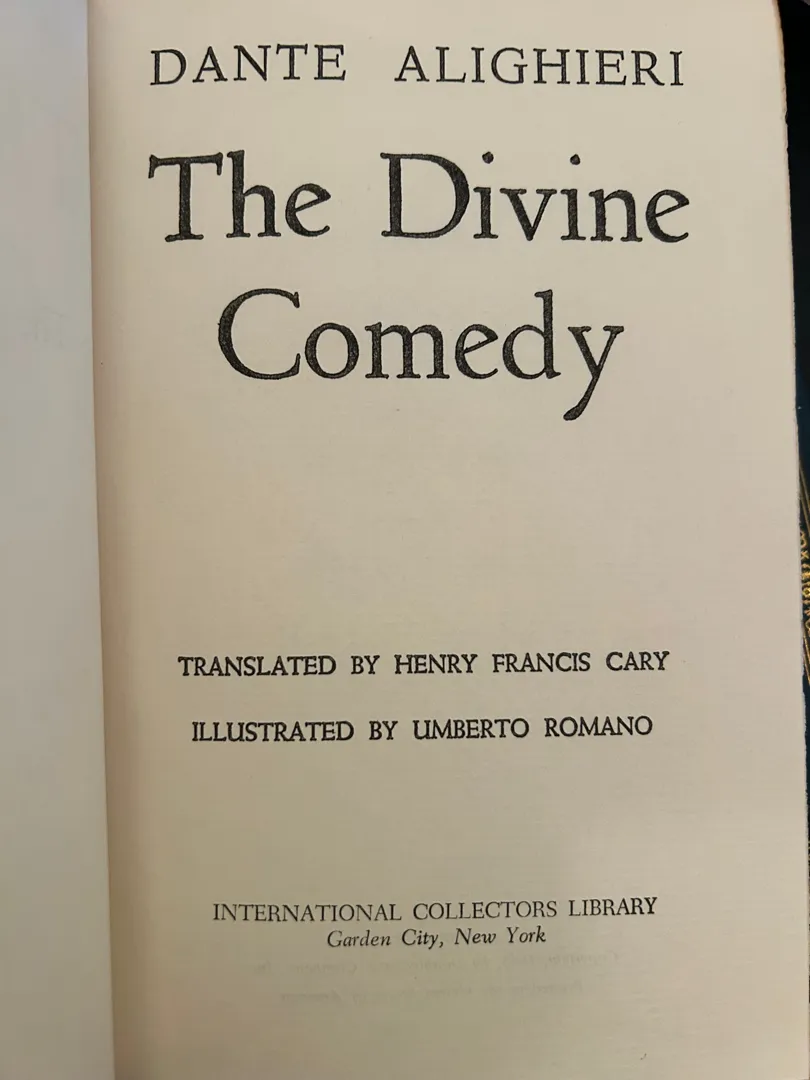 DANTE ALIGHIERI
The Divine
Comedy
TRANSLATED BY HENRY FRANCIS CARY
ILLUSTRATED BY UMBERTO ROMANO
INTERNATIONAL COLLECTORS LIBRARY
Garden City, New York